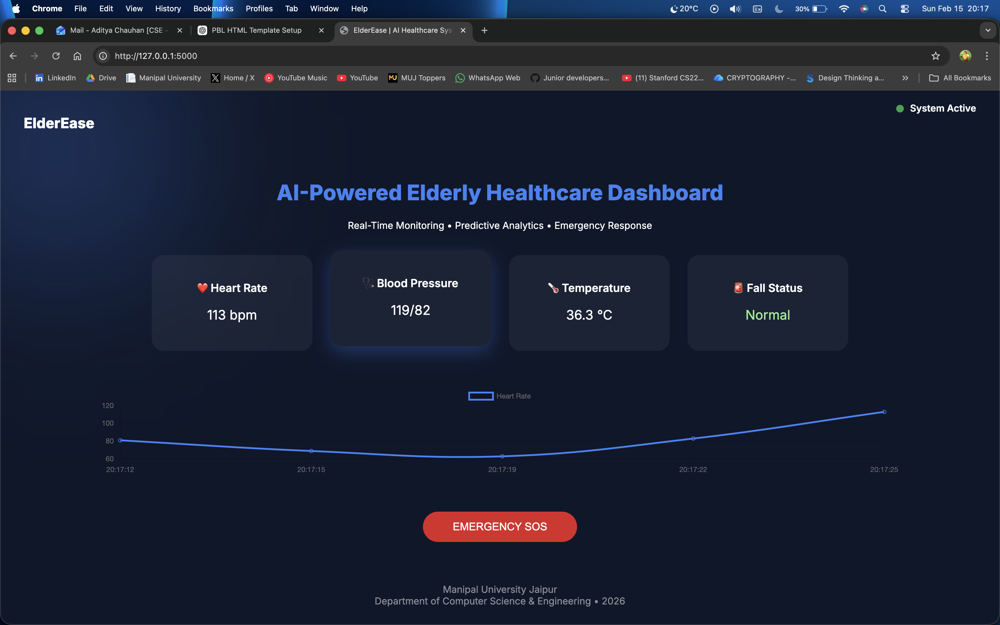 Chrome File Edit View History Bookmarks Profiles Tab Window Help 20°C 30% Sun Feb 15 20:17
Mail - Aditya Chauhan [CSE - PBL HTML Template Setup ElderEase | AI Healthcare Sys
http://127.0.0.1:5000
LinkedIn Drive Manipal University Home / X YouTube Music YouTube MUJ Toppers WhatsApp Web Junior developers... (11) Stanford CS22... CRYPTOGRAPHY -... Design Thinking a... All Bookmarks
System Active
ElderEase
AI-Powered Elderly Healthcare Dashboard
Real-Time Monitoring • Predictive Analytics • Emergency Response
❤️ Heart Rate
113 bpm
🩺 Blood Pressure
119/82
🌡️ Temperature
36.3 °C
🚨 Fall Status
Normal
Heart Rate
120
100
80
60
20:17:12 20:17:15 20:17:19 20:17:22 20:17:25
EMERGENCY SOS
Manipal University Jaipur
Department of Computer Science & Engineering • 2026